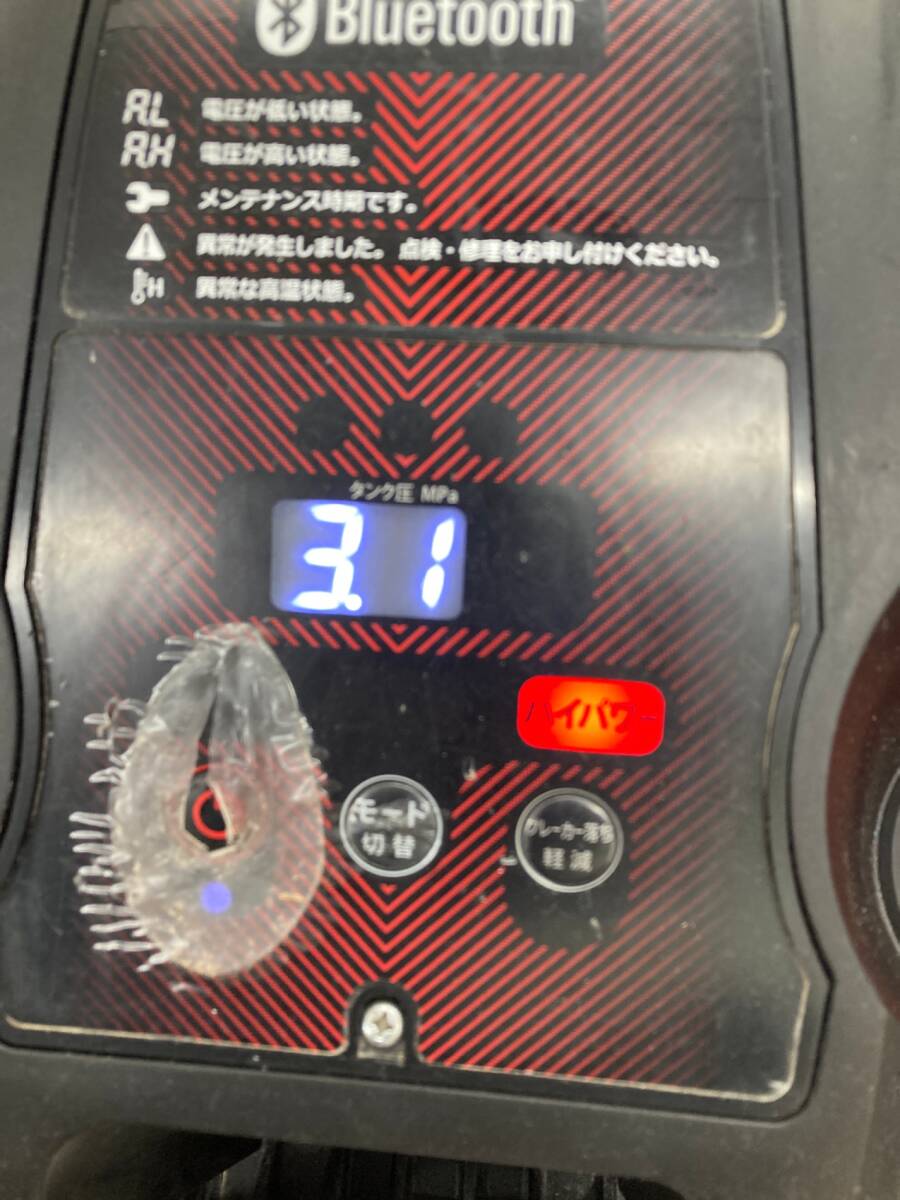 Bluetooth
AL 電圧が低い状態。
AH 電圧が高い状態。
メンテナンス時期です。
異常が発生しました。点検・修理をお申し付けください。
H 異常な高温状態。
タンク圧 MPa
3.1
ハイパワー
モード
切替
ブレーカー落ち
軽減